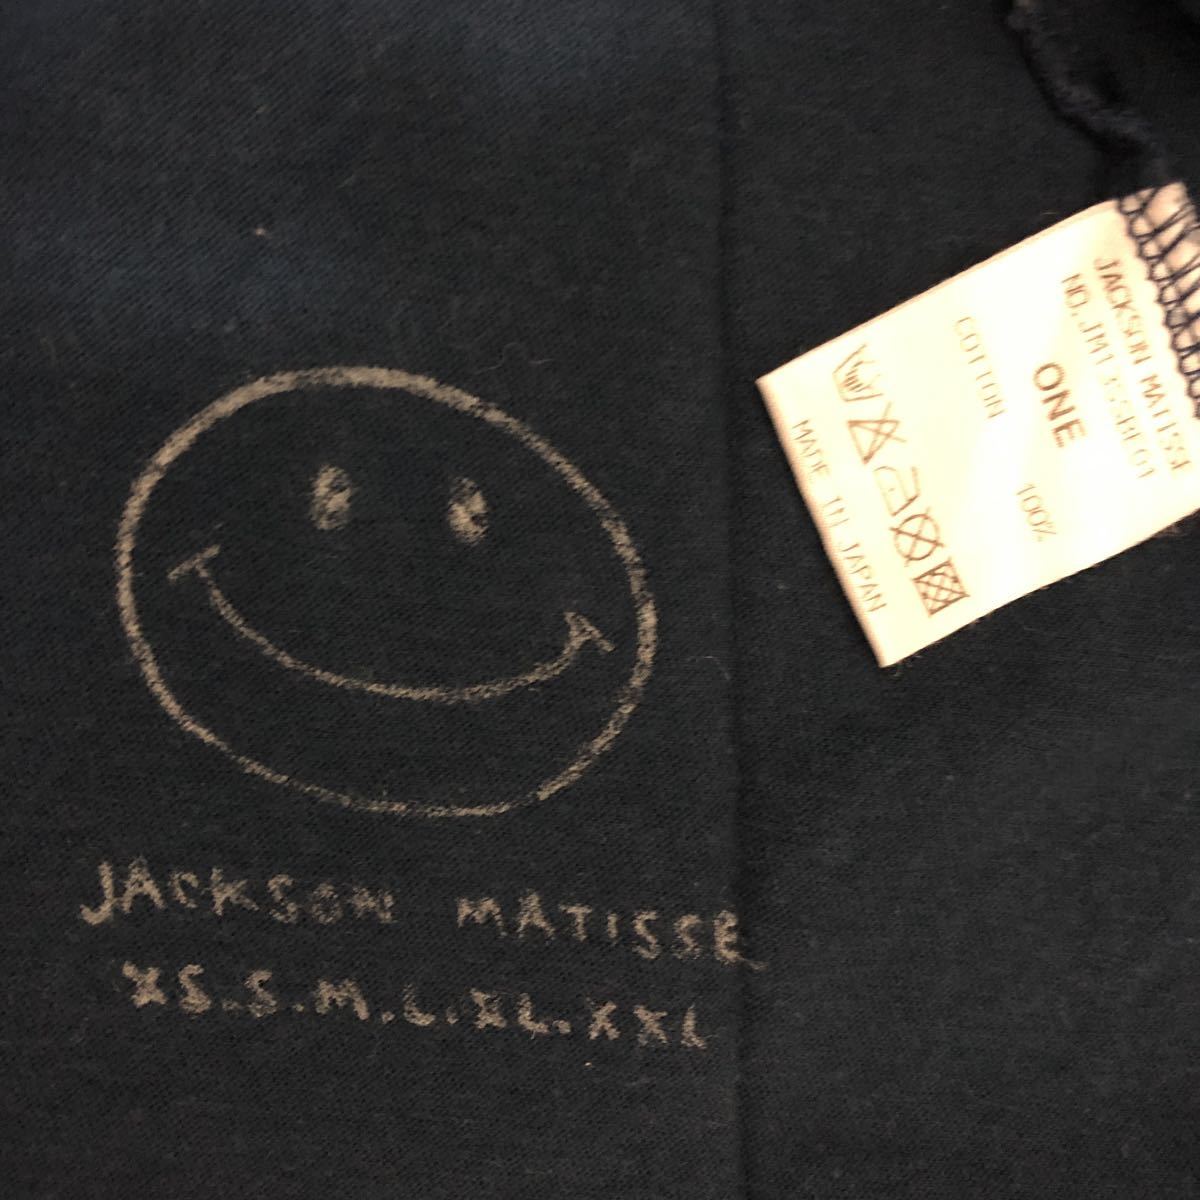 JACKSON MATISSE
XS.S.M.L.XL.XXL
JACKSON MATISSE
ONE
COTTON 100%
MADE IN JAPAN